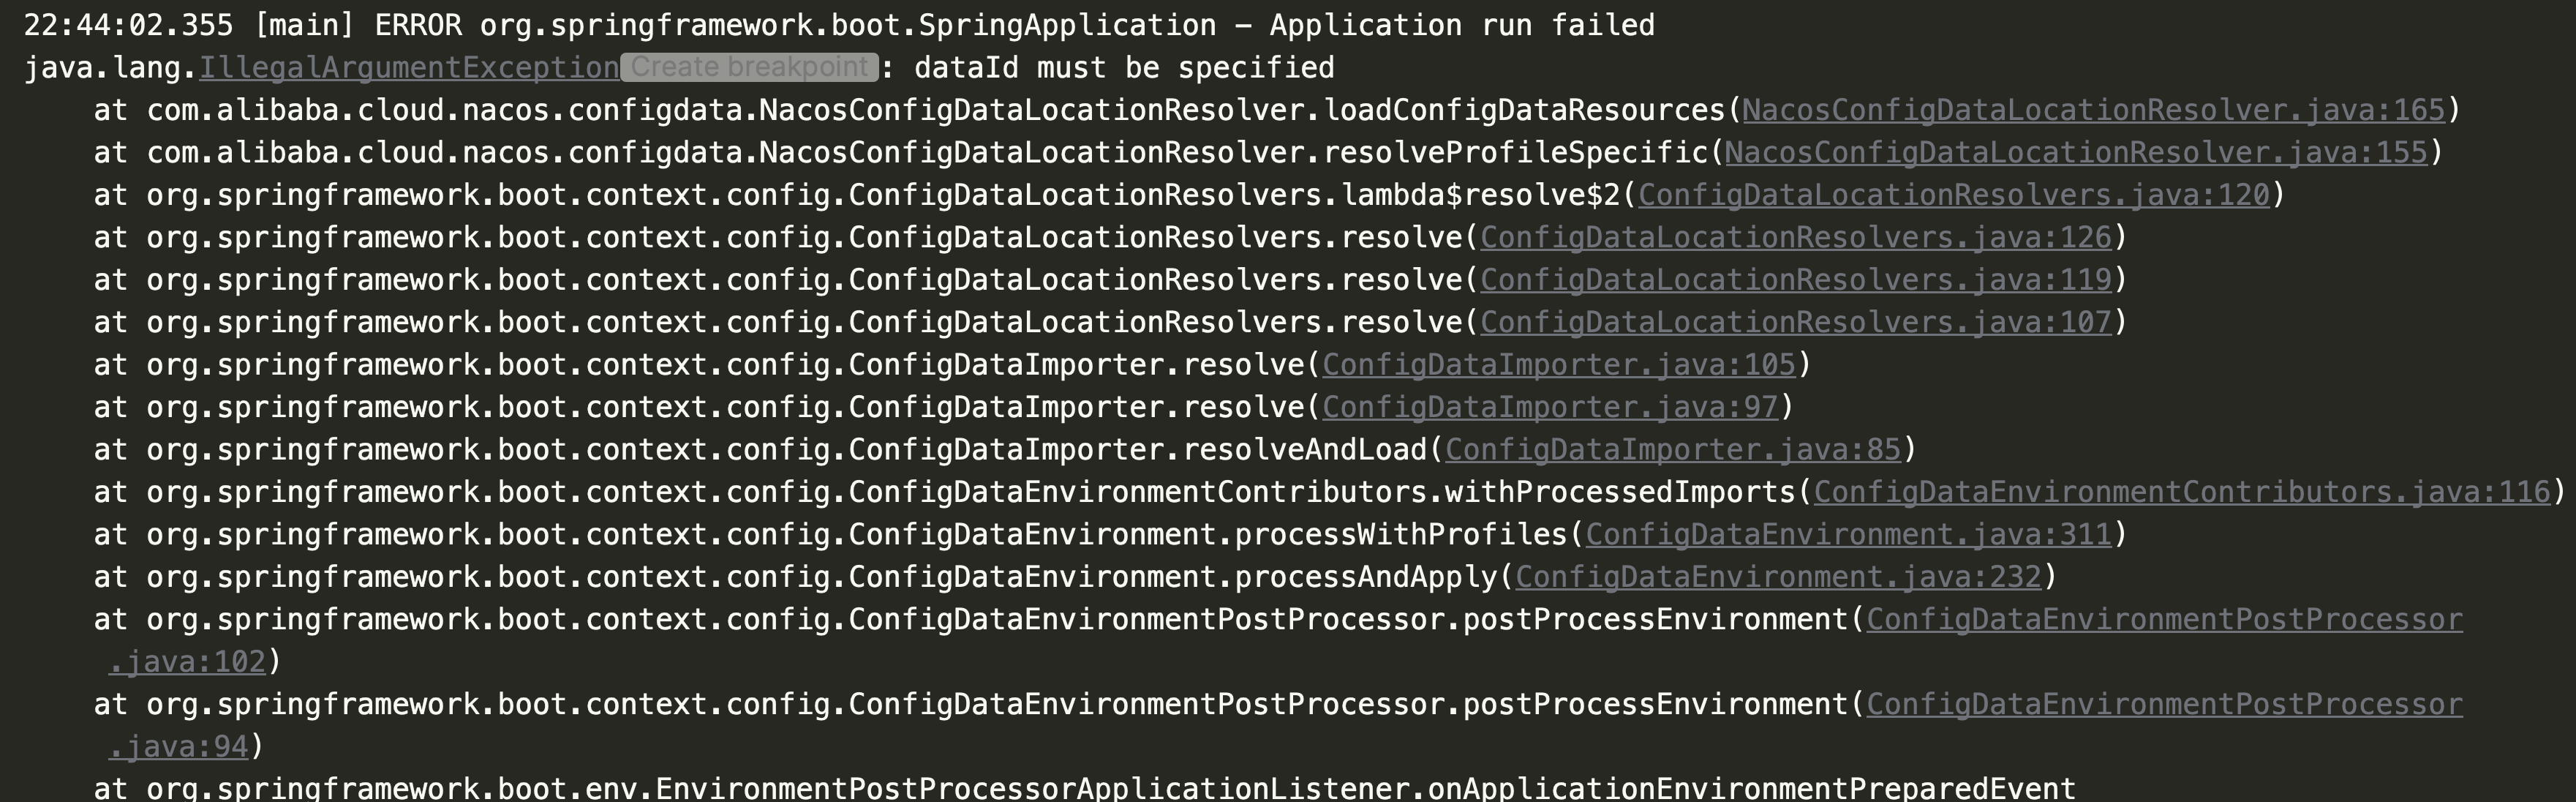 22:44:02.355 [main] ERROR org.springframework.boot.SpringApplication - Application run failed
java.lang.IllegalArgumentException Create breakpoint : dataId must be specified
at com.alibaba.cloud.nacos.configdata.NacosConfigDataLocationResolver.loadConfigDataResources(NacosConfigDataLocationResolver.java:165)
at com.alibaba.cloud.nacos.configdata.NacosConfigDataLocationResolver.resolveProfileSpecific(NacosConfigDataLocationResolver.java:155)
at org.springframework.boot.context.config.ConfigDataLocationResolvers.lambda$resolve$2(ConfigDataLocationResolvers.java:120)
at org.springframework.boot.context.config.ConfigDataLocationResolvers.resolve(ConfigDataLocationResolvers.java:126)
at org.springframework.boot.context.config.ConfigDataLocationResolvers.resolve(ConfigDataLocationResolvers.java:119)
at org.springframework.boot.context.config.ConfigDataLocationResolvers.resolve(ConfigDataLocationResolvers.java:107)
at org.springframework.boot.context.config.ConfigDataImporter.resolve(ConfigDataImporter.java:105)
at org.springframework.boot.context.config.ConfigDataImporter.resolve(ConfigDataImporter.java:97)
at org.springframework.boot.context.config.ConfigDataImporter.resolveAndLoad(ConfigDataImporter.java:85)
at org.springframework.boot.context.config.ConfigDataEnvironmentContributors.withProcessedImports(ConfigDataEnvironmentContributors.java:116)
at org.springframework.boot.context.config.ConfigDataEnvironment.processWithProfiles(ConfigDataEnvironment.java:311)
at org.springframework.boot.context.config.ConfigDataEnvironment.processAndApply(ConfigDataEnvironment.java:232)
at org.springframework.boot.context.config.ConfigDataEnvironmentPostProcessor.postProcessEnvironment(ConfigDataEnvironmentPostProcessor
.java:102)
at org.springframework.boot.context.config.ConfigDataEnvironmentPostProcessor.postProcessEnvironment(ConfigDataEnvironmentPostProcessor
.java:94)
at org.springframework.boot.env.EnvironmentPostProcessorApplicationListener.onApplicationEnvironmentPreparedEvent